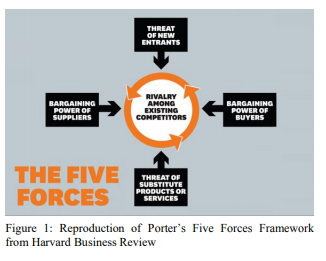 THREAT
OF NEW
ENTRANTS
BARGAINING
POWER OF
SUPPLIERS
RIVALRY
AMONG
EXISTING
COMPETITORS
BARGAINING
POWER OF
BUYERS
THE FIVE
FORCES
THREAT OF
SUBSTITUTE
PRODUCTS OR
SERVICES
Figure 1: Reproduction of Porter's Five Forces Framework
from Harvard Business Review